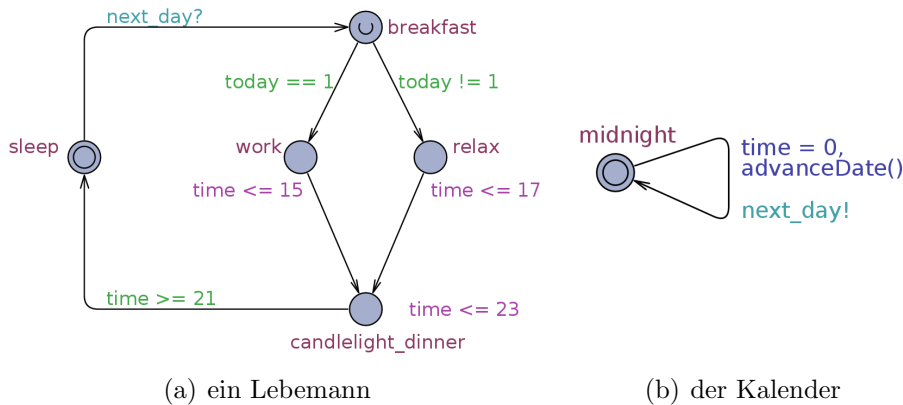 next_day?
breakfast
today == 1
today != 1
sleep
work
relax
time <= 15
time <= 17
time >= 21
time <= 23
candlelight_dinner
(a) ein Lebemann
midnight
time = 0,
advanceDate()
next_day!
(b) der Kalender